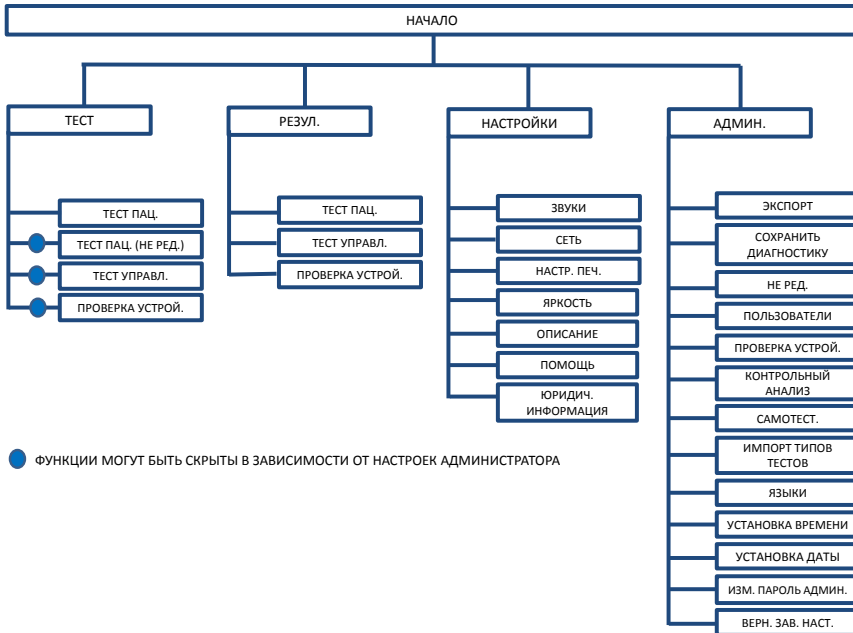 НАЧАЛО
ТЕСТ
ТЕСТ ПАЦ.
ТЕСТ ПАЦ. (НЕ РЕД.)
ТЕСТ УПРАВЛ.
ПРОВЕРКА УСТРОЙ.
РЕЗУЛ.
ТЕСТ ПАЦ.
ТЕСТ УПРАВЛ.
ПРОВЕРКА УСТРОЙ.
НАСТРОЙКИ
ЗВУКИ
СЕТЬ
НАСТР. ПЕЧ.
ЯРКОСТЬ
ОПИСАНИЕ
ПОМОЩЬ
ЮРИДИЧ.
ИНФОРМАЦИЯ
АДМИН.
ЭКСПОРТ
СОХРАНИТЬ
ДИАГНОСТИКУ
НЕ РЕД.
ПОЛЬЗОВАТЕЛИ
ПРОВЕРКА УСТРОЙ.
КОНТРОЛЬНЫЙ
АНАЛИЗ
САМОТЕСТ.
ИМПОРТ ТИПОВ
ТЕСТОВ
ЯЗЫКИ
УСТАНОВКА ВРЕМЕНИ
УСТАНОВКА ДАТЫ
ИЗМ. ПАРОЛЬ АДМИН.
ВЕРН. ЗАВ. НАСТ.
ФУНКЦИИ МОГУТ БЫТЬ СКРЫТЫ В ЗАВИСИМОСТИ ОТ НАСТРОЕК АДМИНИСТРАТОРА